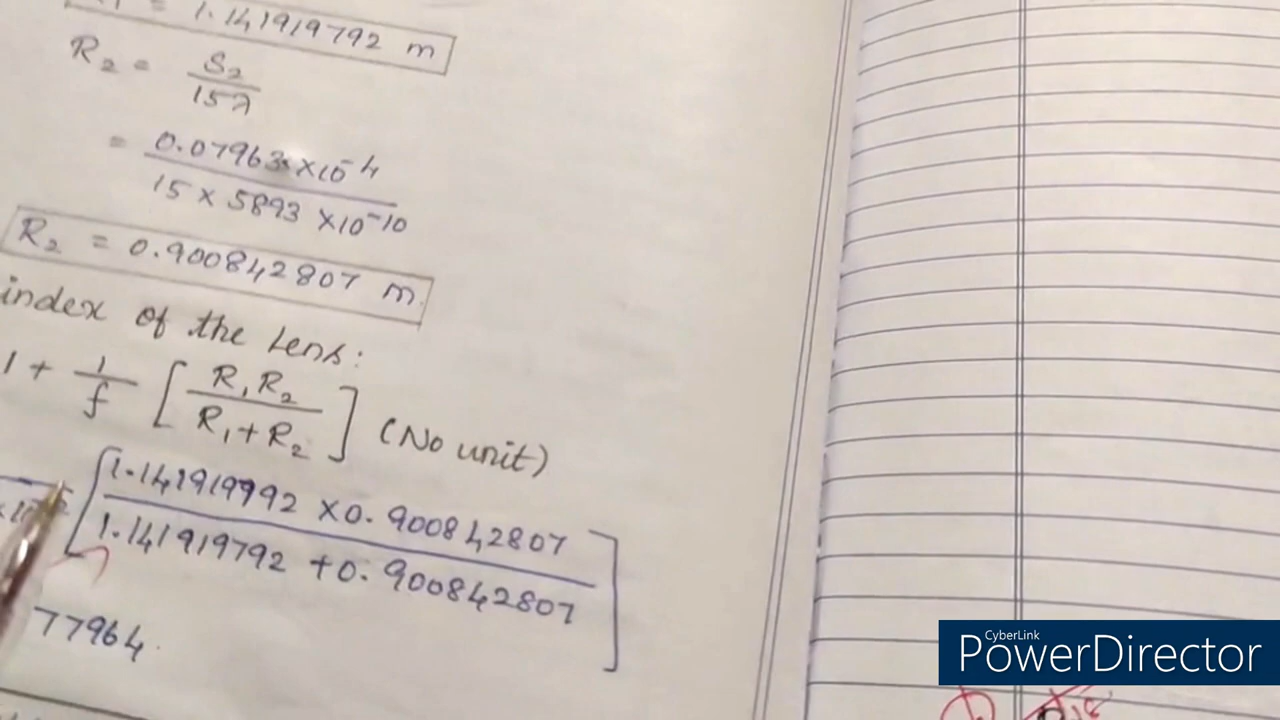 = 1.141919792 m
R₂ = S₂ / 15λ
= 0.07963 × 10⁻⁴ / 15 × 5893 × 10⁻¹⁰
R₂ = 0.900842807 m.
index of the Lens:
1 + 1/f [ R₁R₂ / R₁+R₂ ] (No unit)
[ 1.141919992 × 0.900842807 / 1.141919792 + 0.900842807 ]
77964.
CyberLink
PowerDirector